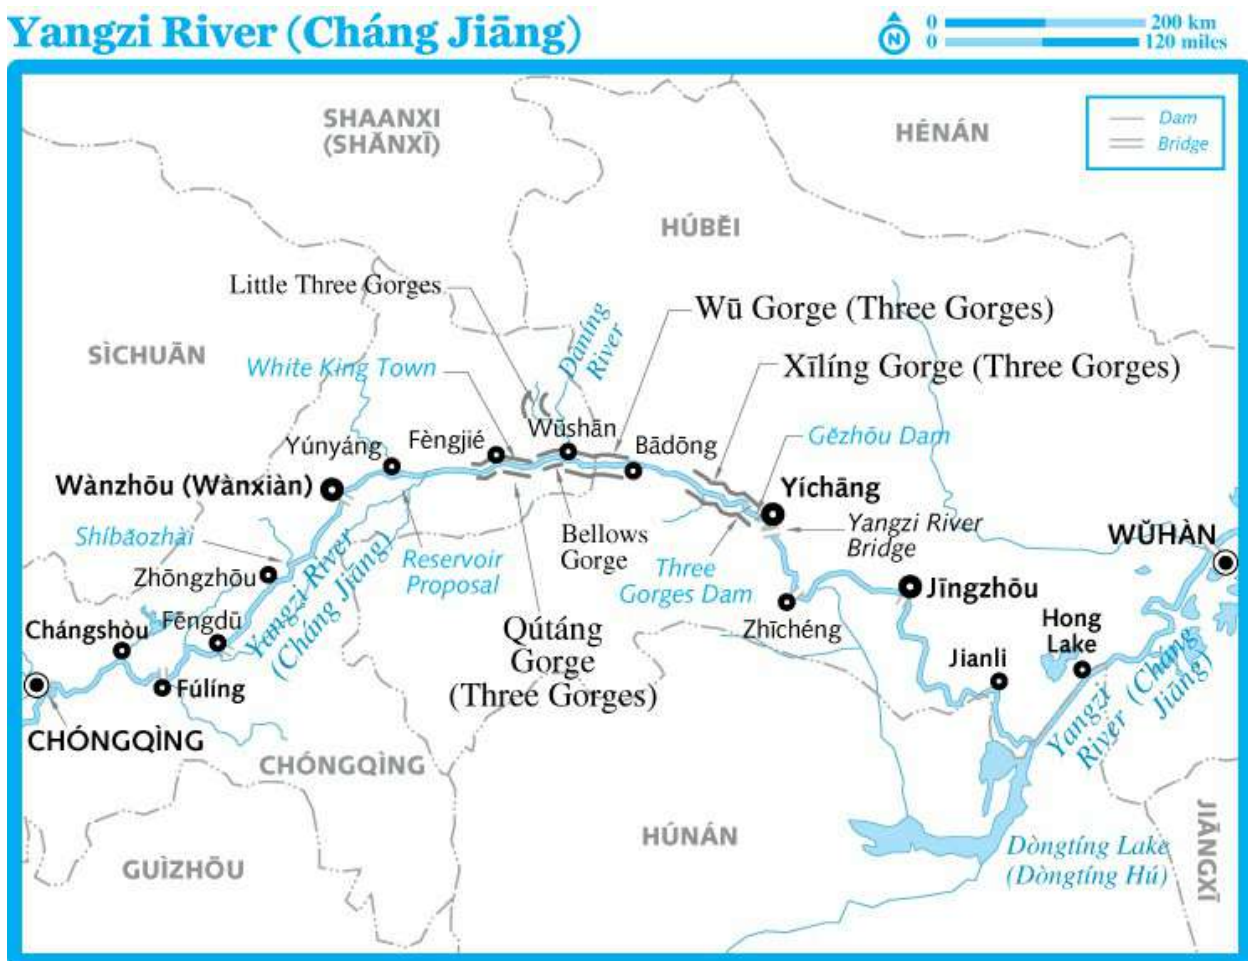 Yangzi River (Cháng Jiāng)
N
0 200 km
0 120 miles
Dam
Bridge
SHAANXI
(SHĂNXĪ)
HÉNÁN
HÚBĚI
Little Three Gorges
Dàníng
River
Wū Gorge (Three Gorges)
SÌCHUĀN
White King Town
Xīlíng Gorge (Three Gorges)
Yúnyáng
Fèngjié
Wŭshān
Bādōng
Gězhōu Dam
Wànzhōu (Wànxiàn)
Yíchāng
Shíbăozhài
Yangzi River
(Cháng Jiāng)
Reservoir
Proposal
Bellows
Gorge
Three
Gorges Dam
Yangzi River
Bridge
WŬHÀN
Zhōngzhōu
Jīngzhōu
Chángshòu
Fēngdū
Qútáng
Gorge
(Three Gorges)
Zhīchéng
Hong
Lake
Jianli
Fúlíng
Yangzi
River (Cháng
Jiāng)
CHÓNGQÌNG
CHÓNGQÌNG
GUÌZHŌU
HÚNÁN
Dòngtíng Lake
(Dòngtíng Hú)
JIĀNGXĪ